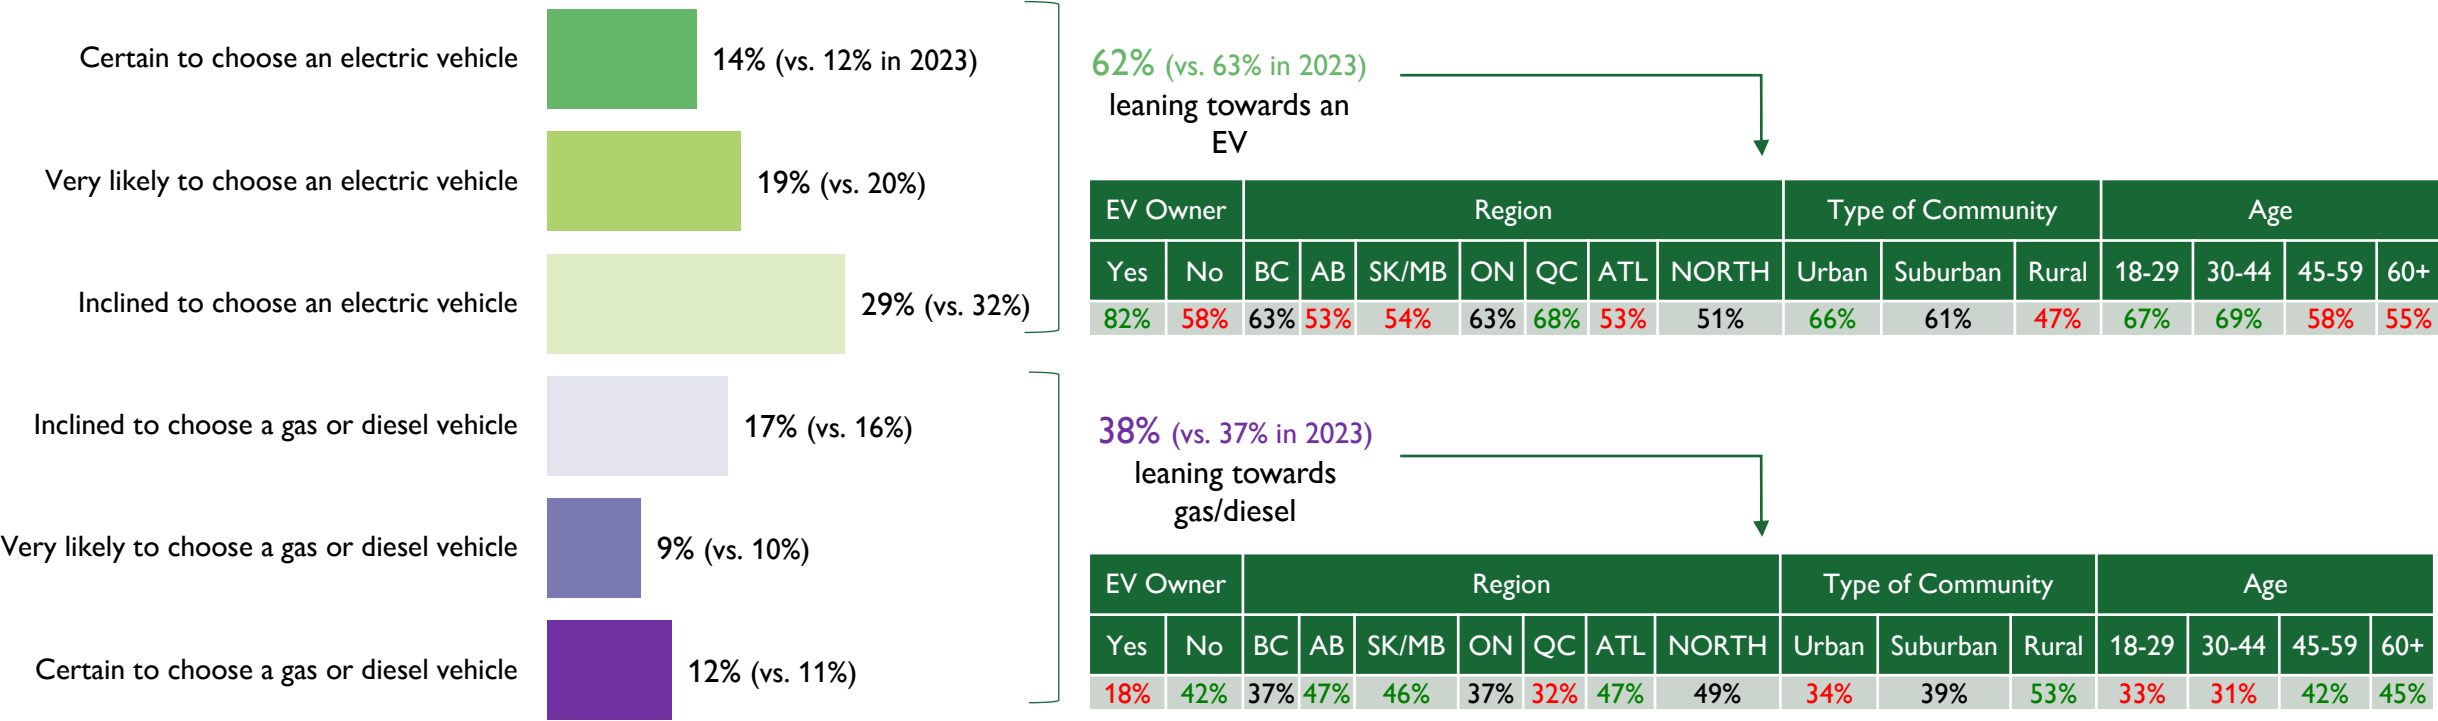 Certain to choose an electric vehicle
14% (vs. 12% in 2023)
Very likely to choose an electric vehicle
19% (vs. 20%)
Inclined to choose an electric vehicle
29% (vs. 32%)
Inclined to choose a gas or diesel vehicle
17% (vs. 16%)
Very likely to choose a gas or diesel vehicle
9% (vs. 10%)
Certain to choose a gas or diesel vehicle
12% (vs. 11%)
62% (vs. 63% in 2023)
leaning towards an
EV
EV Owner Region Type of Community Age
Yes No BC AB SK/MB ON QC ATL NORTH Urban Suburban Rural 18-29 30-44 45-59 60+
82% 58% 63% 53% 54% 63% 68% 53% 51% 66% 61% 47% 67% 69% 58% 55%
38% (vs. 37% in 2023)
leaning towards
gas/diesel
EV Owner Region Type of Community Age
Yes No BC AB SK/MB ON QC ATL NORTH Urban Suburban Rural 18-29 30-44 45-59 60+
18% 42% 37% 47% 46% 37% 32% 47% 49% 34% 39% 53% 33% 31% 42% 45%